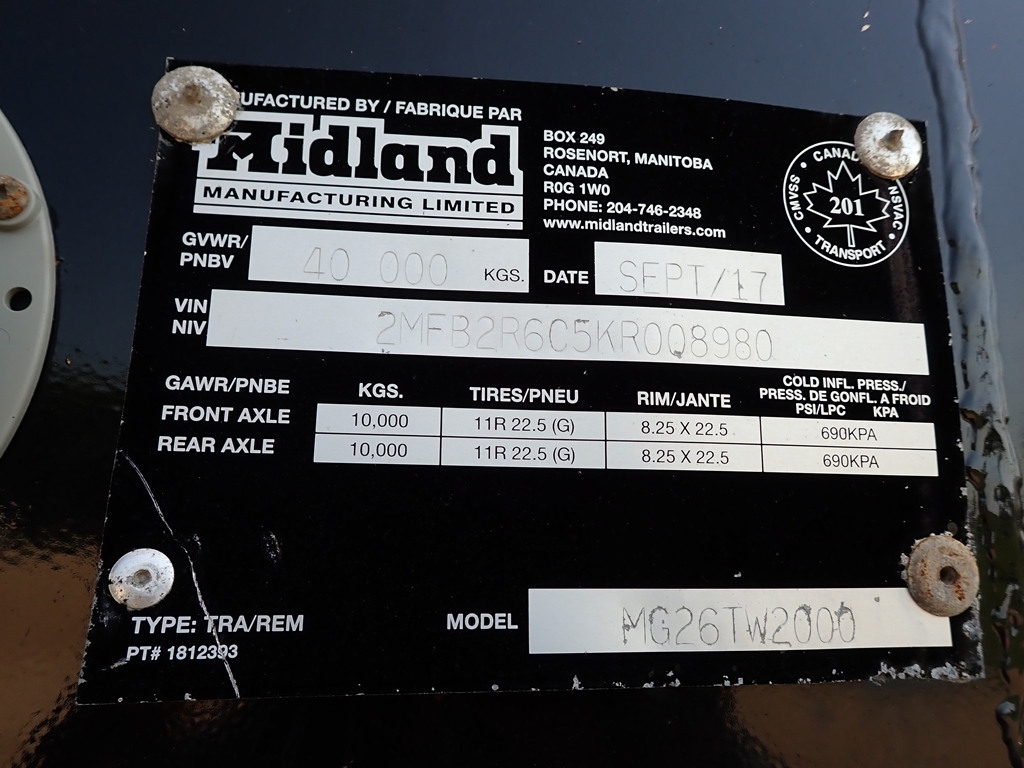 UFACTURED BY / FABRIQUE PAR
Midland
MANUFACTURING LIMITED
BOX 249
ROSENORT, MANITOBA
CANADA
R0G 1W0
PHONE: 204-746-2348
www.midlandtrailers.com
CMVSS • CANAD • NSVAC • TRANSPORT •
201
GVWR/
PNBV
40 000 KGS.
DATE SEPT/17
VIN
NIV
2MFB2R6C5KR008980
GAWR/PNBE KGS. TIRES/PNEU RIM/JANTE COLD INFL. PRESS./
PRESS. DE GONFL. A FROID
PSI/LPC KPA
FRONT AXLE 10,000 11R 22.5 (G) 8.25 X 22.5 690KPA
REAR AXLE 10,000 11R 22.5 (G) 8.25 X 22.5 690KPA
TYPE: TRA/REM
PT# 1812393
MODEL MG26TW2000